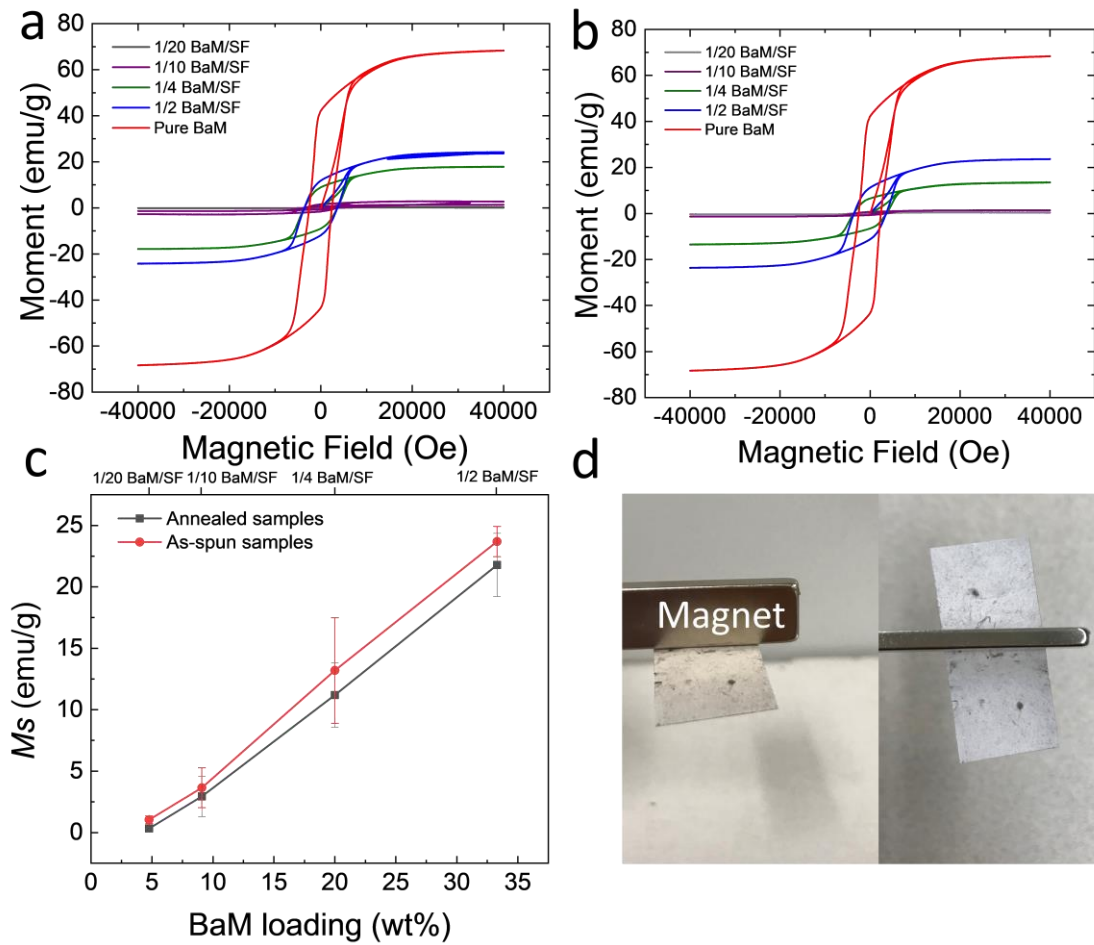 a
80
60
40
20
0
-20
-40
-60
-80
Moment (emu/g)
1/20 BaM/SF
1/10 BaM/SF
1/4 BaM/SF
1/2 BaM/SF
Pure BaM
-40000 -20000 0 20000 40000
Magnetic Field (Oe)
b
80
60
40
20
0
-20
-40
-60
-80
Moment (emu/g)
1/20 BaM/SF
1/10 BaM/SF
1/4 BaM/SF
1/2 BaM/SF
Pure BaM
-40000 -20000 0 20000 40000
Magnetic Field (Oe)
c
1/20 BaM/SF 1/10 BaM/SF 1/4 BaM/SF 1/2 BaM/SF
25
20
15
10
5
0
Ms (emu/g)
Annealed samples
As-spun samples
0 5 10 15 20 25 30 35
BaM loading (wt%)
d
Magnet